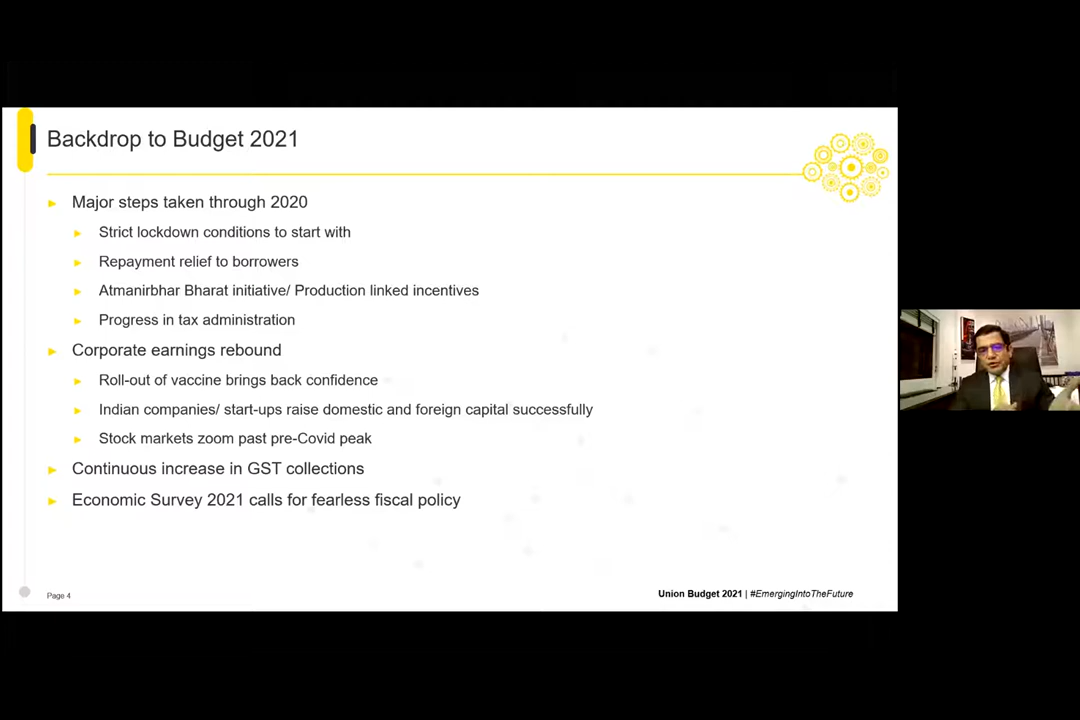 Backdrop to Budget 2021
Major steps taken through 2020
Strict lockdown conditions to start with
Repayment relief to borrowers
Atmanirbhar Bharat initiative/ Production linked incentives
Progress in tax administration
Corporate earnings rebound
Roll-out of vaccine brings back confidence
Indian companies/ start-ups raise domestic and foreign capital successfully
Stock markets zoom past pre-Covid peak
Continuous increase in GST collections
Economic Survey 2021 calls for fearless fiscal policy
Page 4
Union Budget 2021 | #EmergingIntoTheFuture